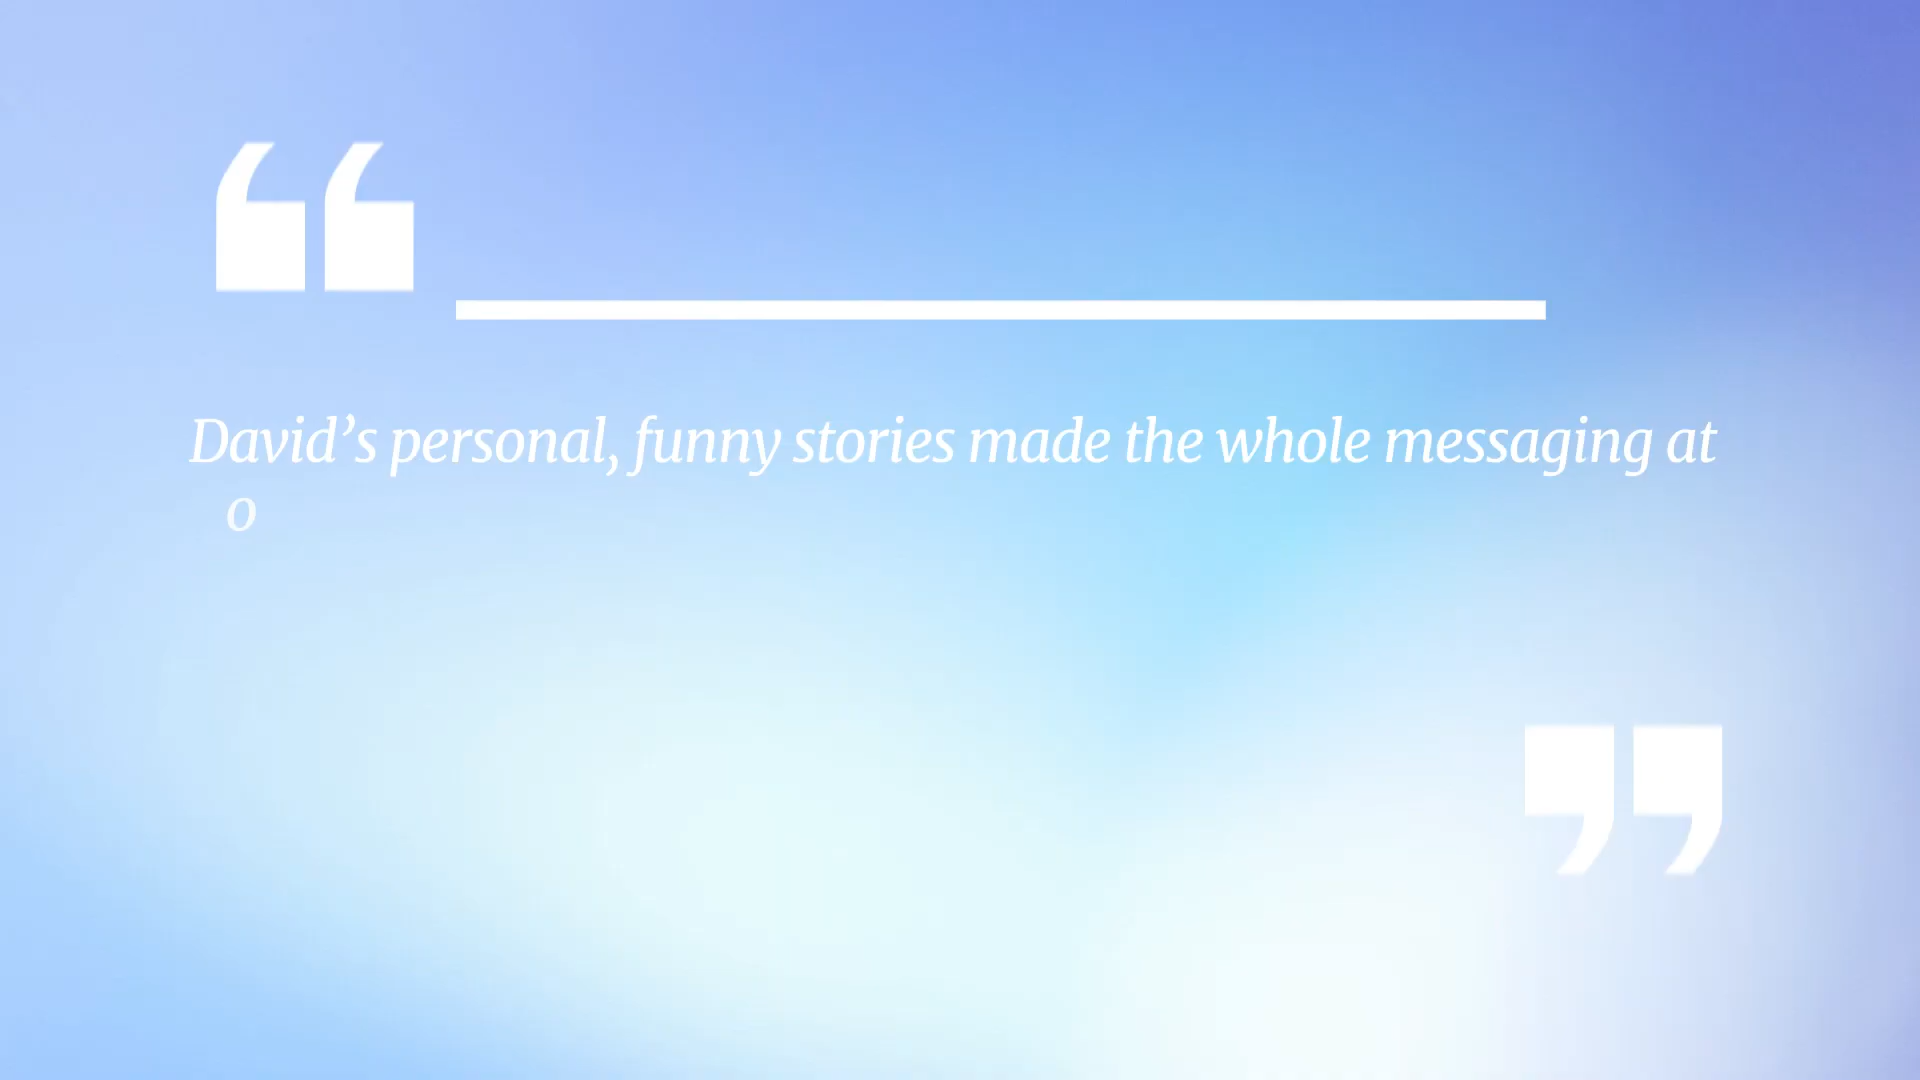 “
David’s personal, funny stories made the whole messaging at
o
”